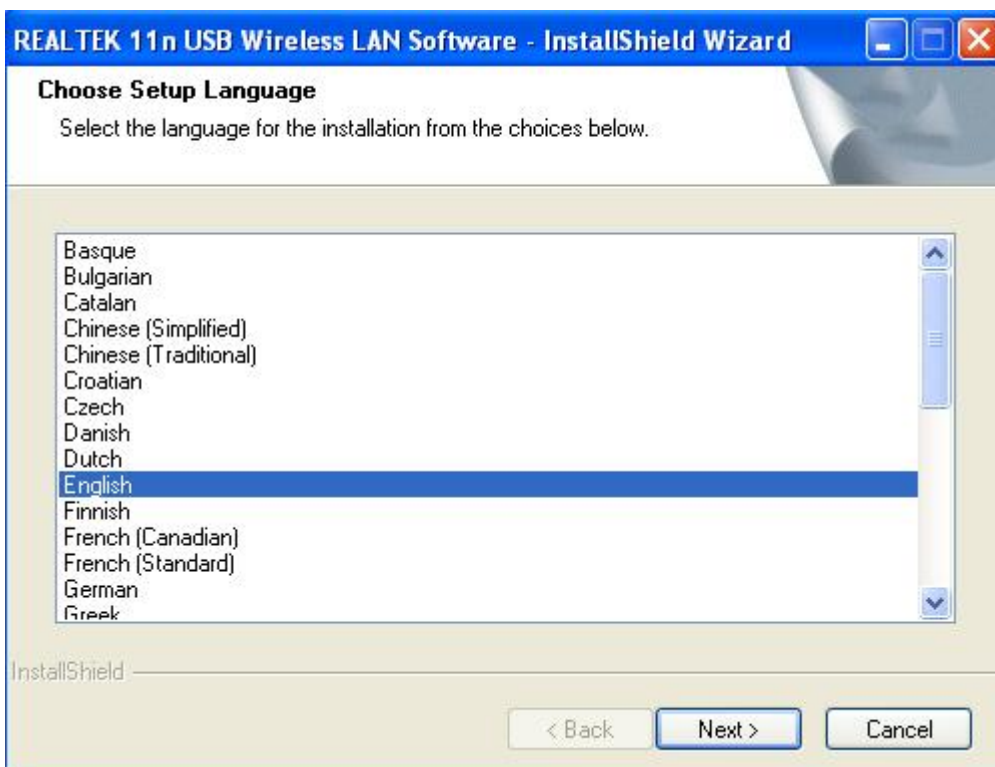 REALTEK 11n USB Wireless LAN Software - InstallShield Wizard
Choose Setup Language
Select the language for the installation from the choices below.
Basque
Bulgarian
Catalan
Chinese (Simplified)
Chinese (Traditional)
Croatian
Czech
Danish
Dutch
English
Finnish
French (Canadian)
French (Standard)
German
Greek
InstallShield
< Back
Next >
Cancel